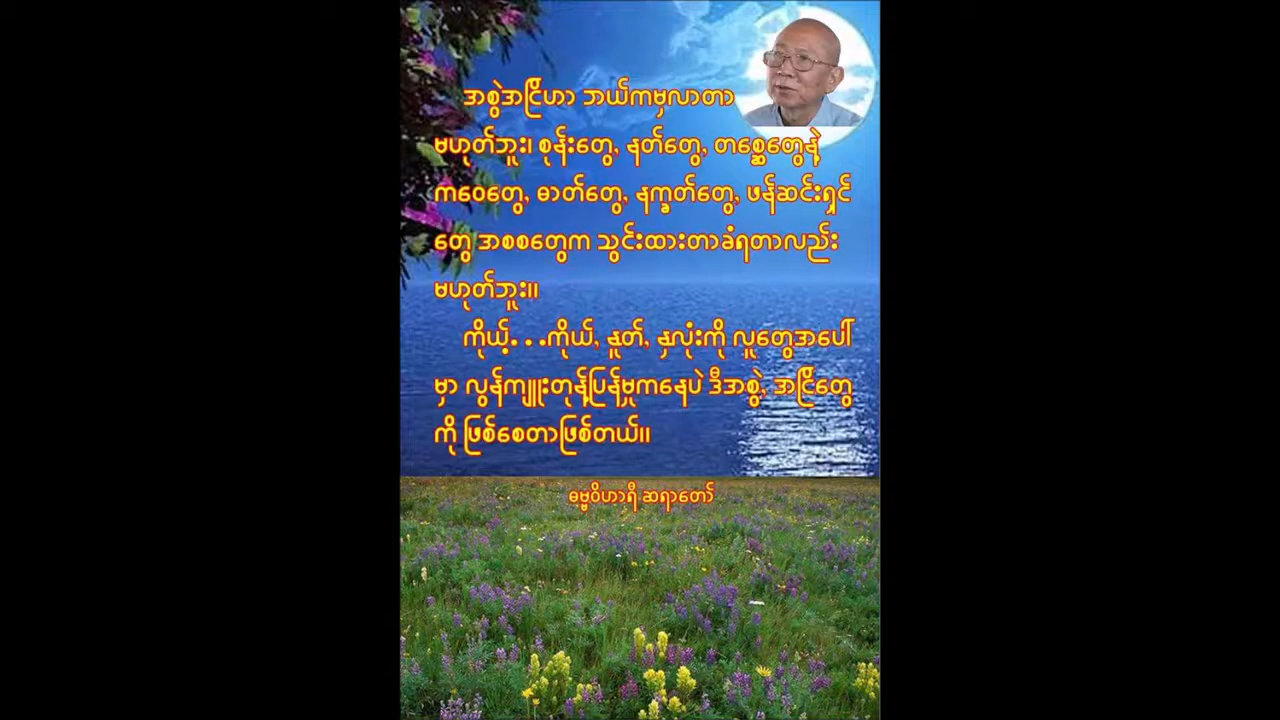 အစွဲအငြိဟာ ဘယ်ကမှလာတာ
မဟုတ်ဘူး၊ စုန်းတွေ, နတ်တွေ, တစ္ဆေတွေနဲ့
ကဝေတွေ, ဓာတ်တွေ, နက္ခတ်တွေ, ဖန်ဆင်းရှင်
တွေ အစစတွေက သွင်းထားတာခံရတာလည်း
မဟုတ်ဘူး။
ကိုယ့်...ကိုယ်, နှုတ်, နှလုံးကို လူတွေအပေါ်
မှာ လွန်ကျူးတုန့်ပြန်မှုကနေပဲ ဒီအစွဲ, အငြိတွေ
ကို ဖြစ်စေတာဖြစ်တယ်။
ဓမ္မဝိဟာရီ ဆရာတော်